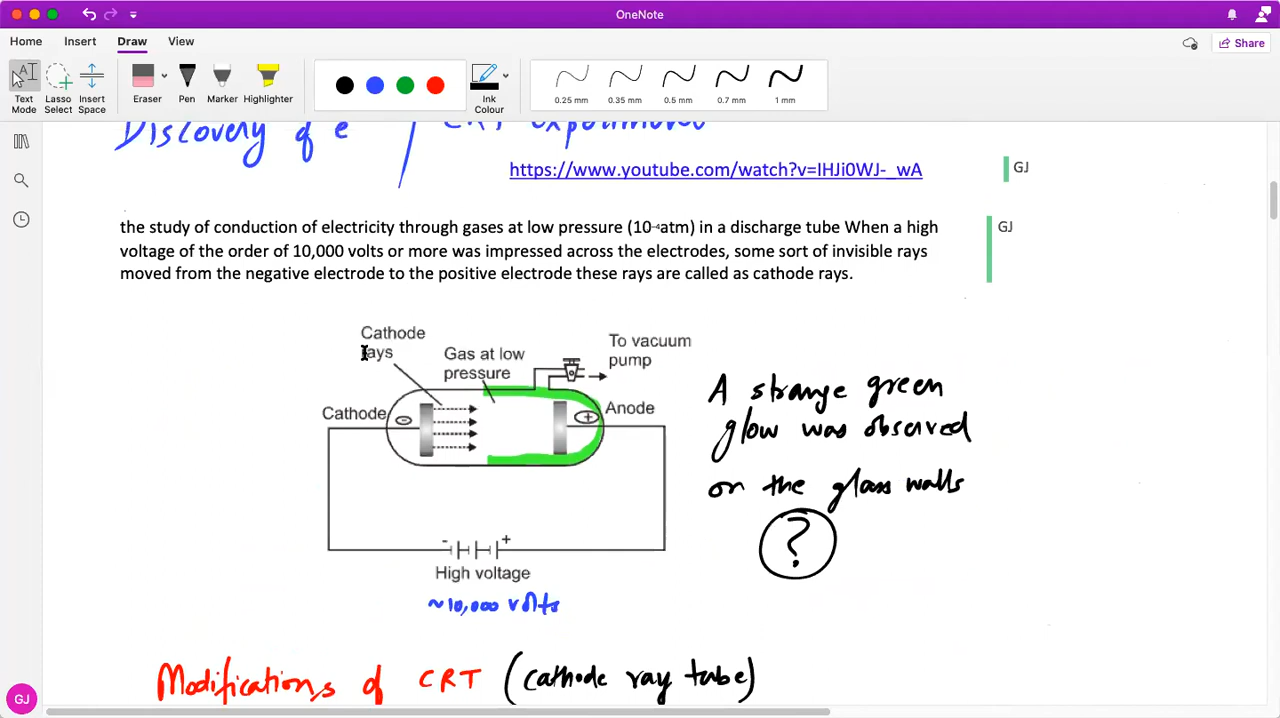 OneNote
Home Insert Draw View
Share
Text Mode
Lasso Select
Insert Space
Eraser
Pen
Marker
Highlighter
Ink Colour
0.25 mm
0.35 mm
0.5 mm
0.7 mm
1 mm
Discovery of e CRT experiment
https://www.youtube.com/watch?v=IHJi0WJ-_wA
GJ
the study of conduction of electricity through gases at low pressure (10-4atm) in a discharge tube When a high
voltage of the order of 10,000 volts or more was impressed across the electrodes, some sort of invisible rays
moved from the negative electrode to the positive electrode these rays are called as cathode rays.
GJ
Cathode
rays
Gas at low
pressure
To vacuum
pump
Cathode
-
+
Anode
A strange green
glow was observed
on the glass walls
?
- +
High voltage
~10,000 volts
Modifications of CRT (cathode ray tube)
GJ